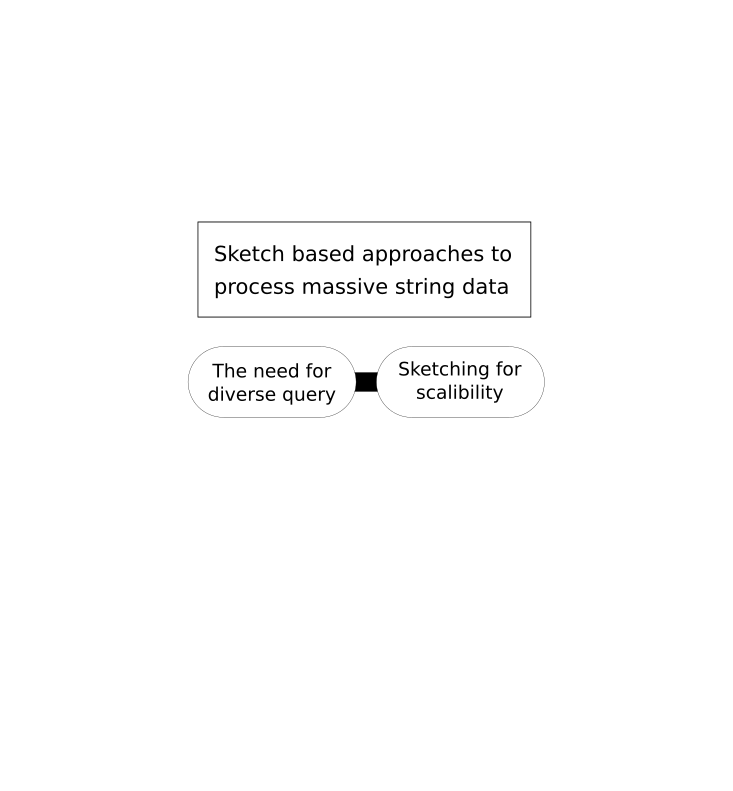 Sketch based approaches to
process massive string data
The need for
diverse query
Sketching for
scalibility